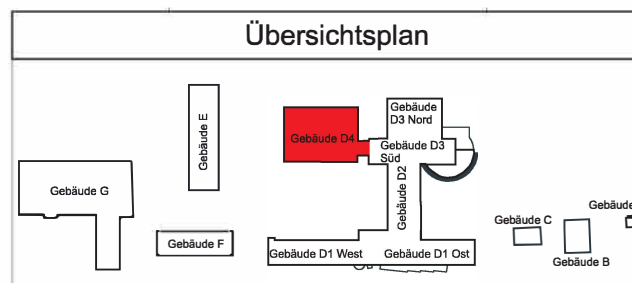 Übersichtsplan
Gebäude E
Gebäude D4
Gebäude
D3 Nord
Gebäude D3
Süd
Gebäude D2
Gebäude G
Gebäude F
Gebäude D1 West
Gebäude D1 Ost
Gebäude C
Gebäude B
Gebäude